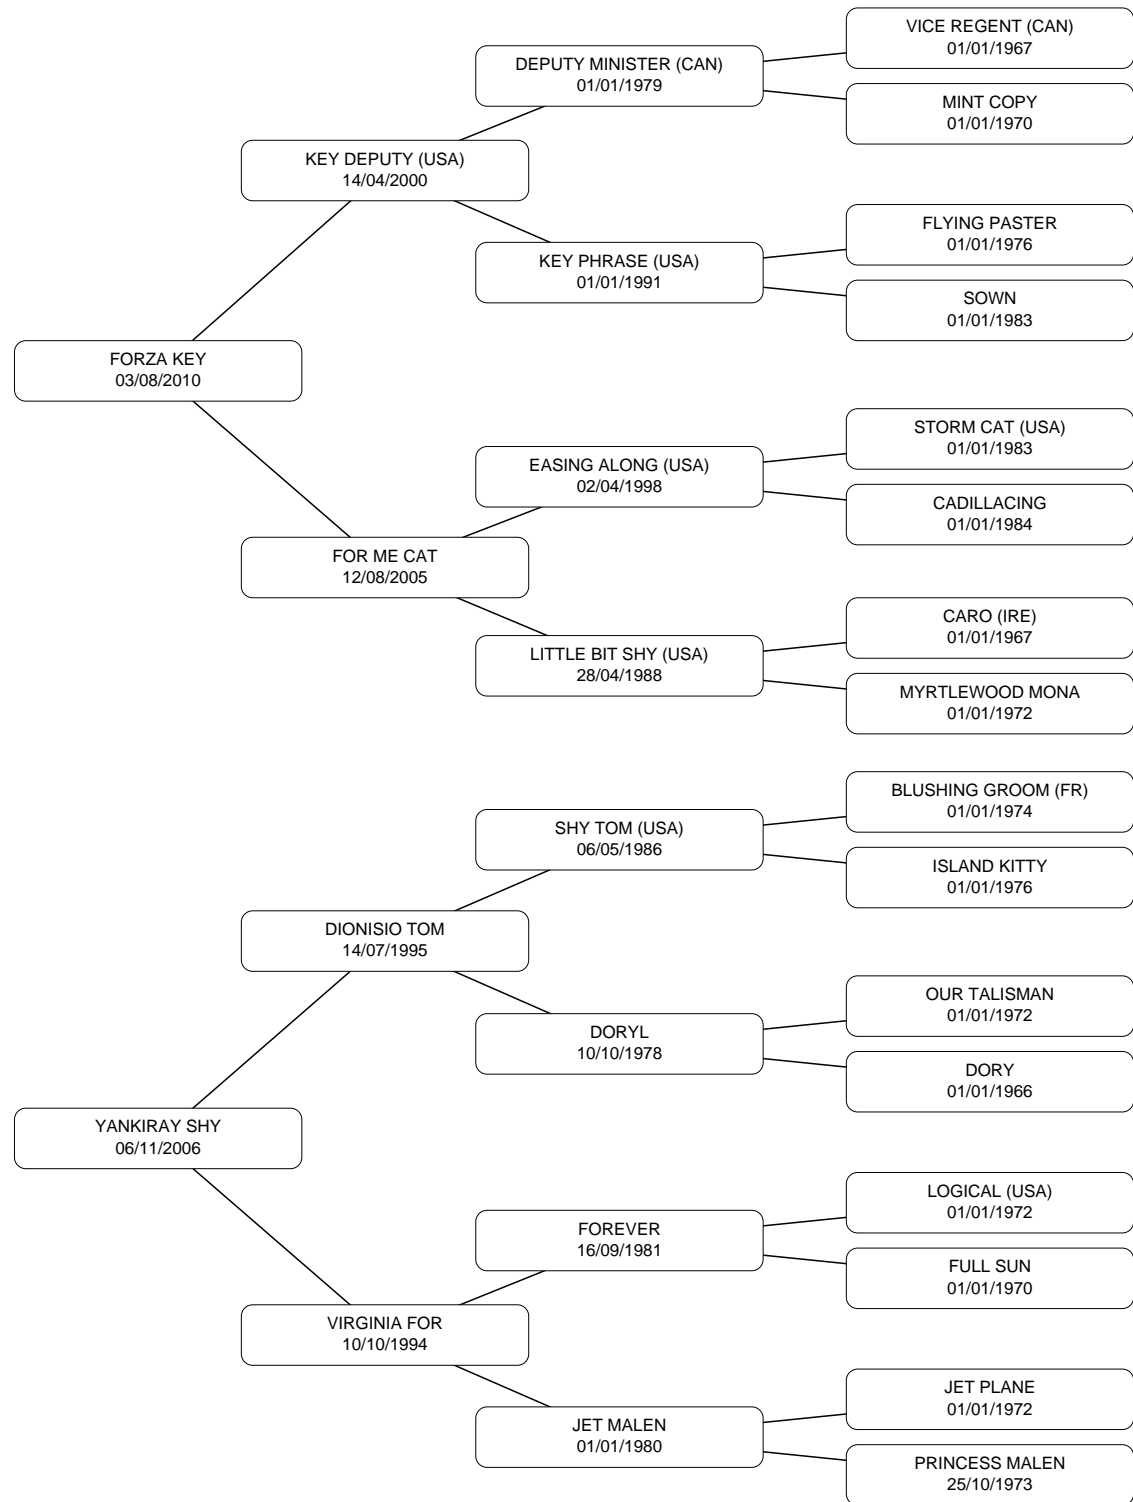 VICE REGENT (CAN)
01/01/1967
DEPUTY MINISTER (CAN)
01/01/1979
MINT COPY
01/01/1970
KEY DEPUTY (USA)
14/04/2000
FLYING PASTER
01/01/1976
KEY PHRASE (USA)
01/01/1991
SOWN
01/01/1983
FORZA KEY
03/08/2010
STORM CAT (USA)
01/01/1983
EASING ALONG (USA)
02/04/1998
CADILLACING
01/01/1984
FOR ME CAT
12/08/2005
CARO (IRE)
01/01/1967
LITTLE BIT SHY (USA)
28/04/1988
MYRTLEWOOD MONA
01/01/1972
BLUSHING GROOM (FR)
01/01/1974
SHY TOM (USA)
06/05/1986
ISLAND KITTY
01/01/1976
DIONISIO TOM
14/07/1995
OUR TALISMAN
01/01/1972
DORYL
10/10/1978
DORY
01/01/1966
YANKIRAY SHY
06/11/2006
LOGICAL (USA)
01/01/1972
FOREVER
16/09/1981
FULL SUN
01/01/1970
VIRGINIA FOR
10/10/1994
JET PLANE
01/01/1972
JET MALEN
01/01/1980
PRINCESS MALEN
25/10/1973